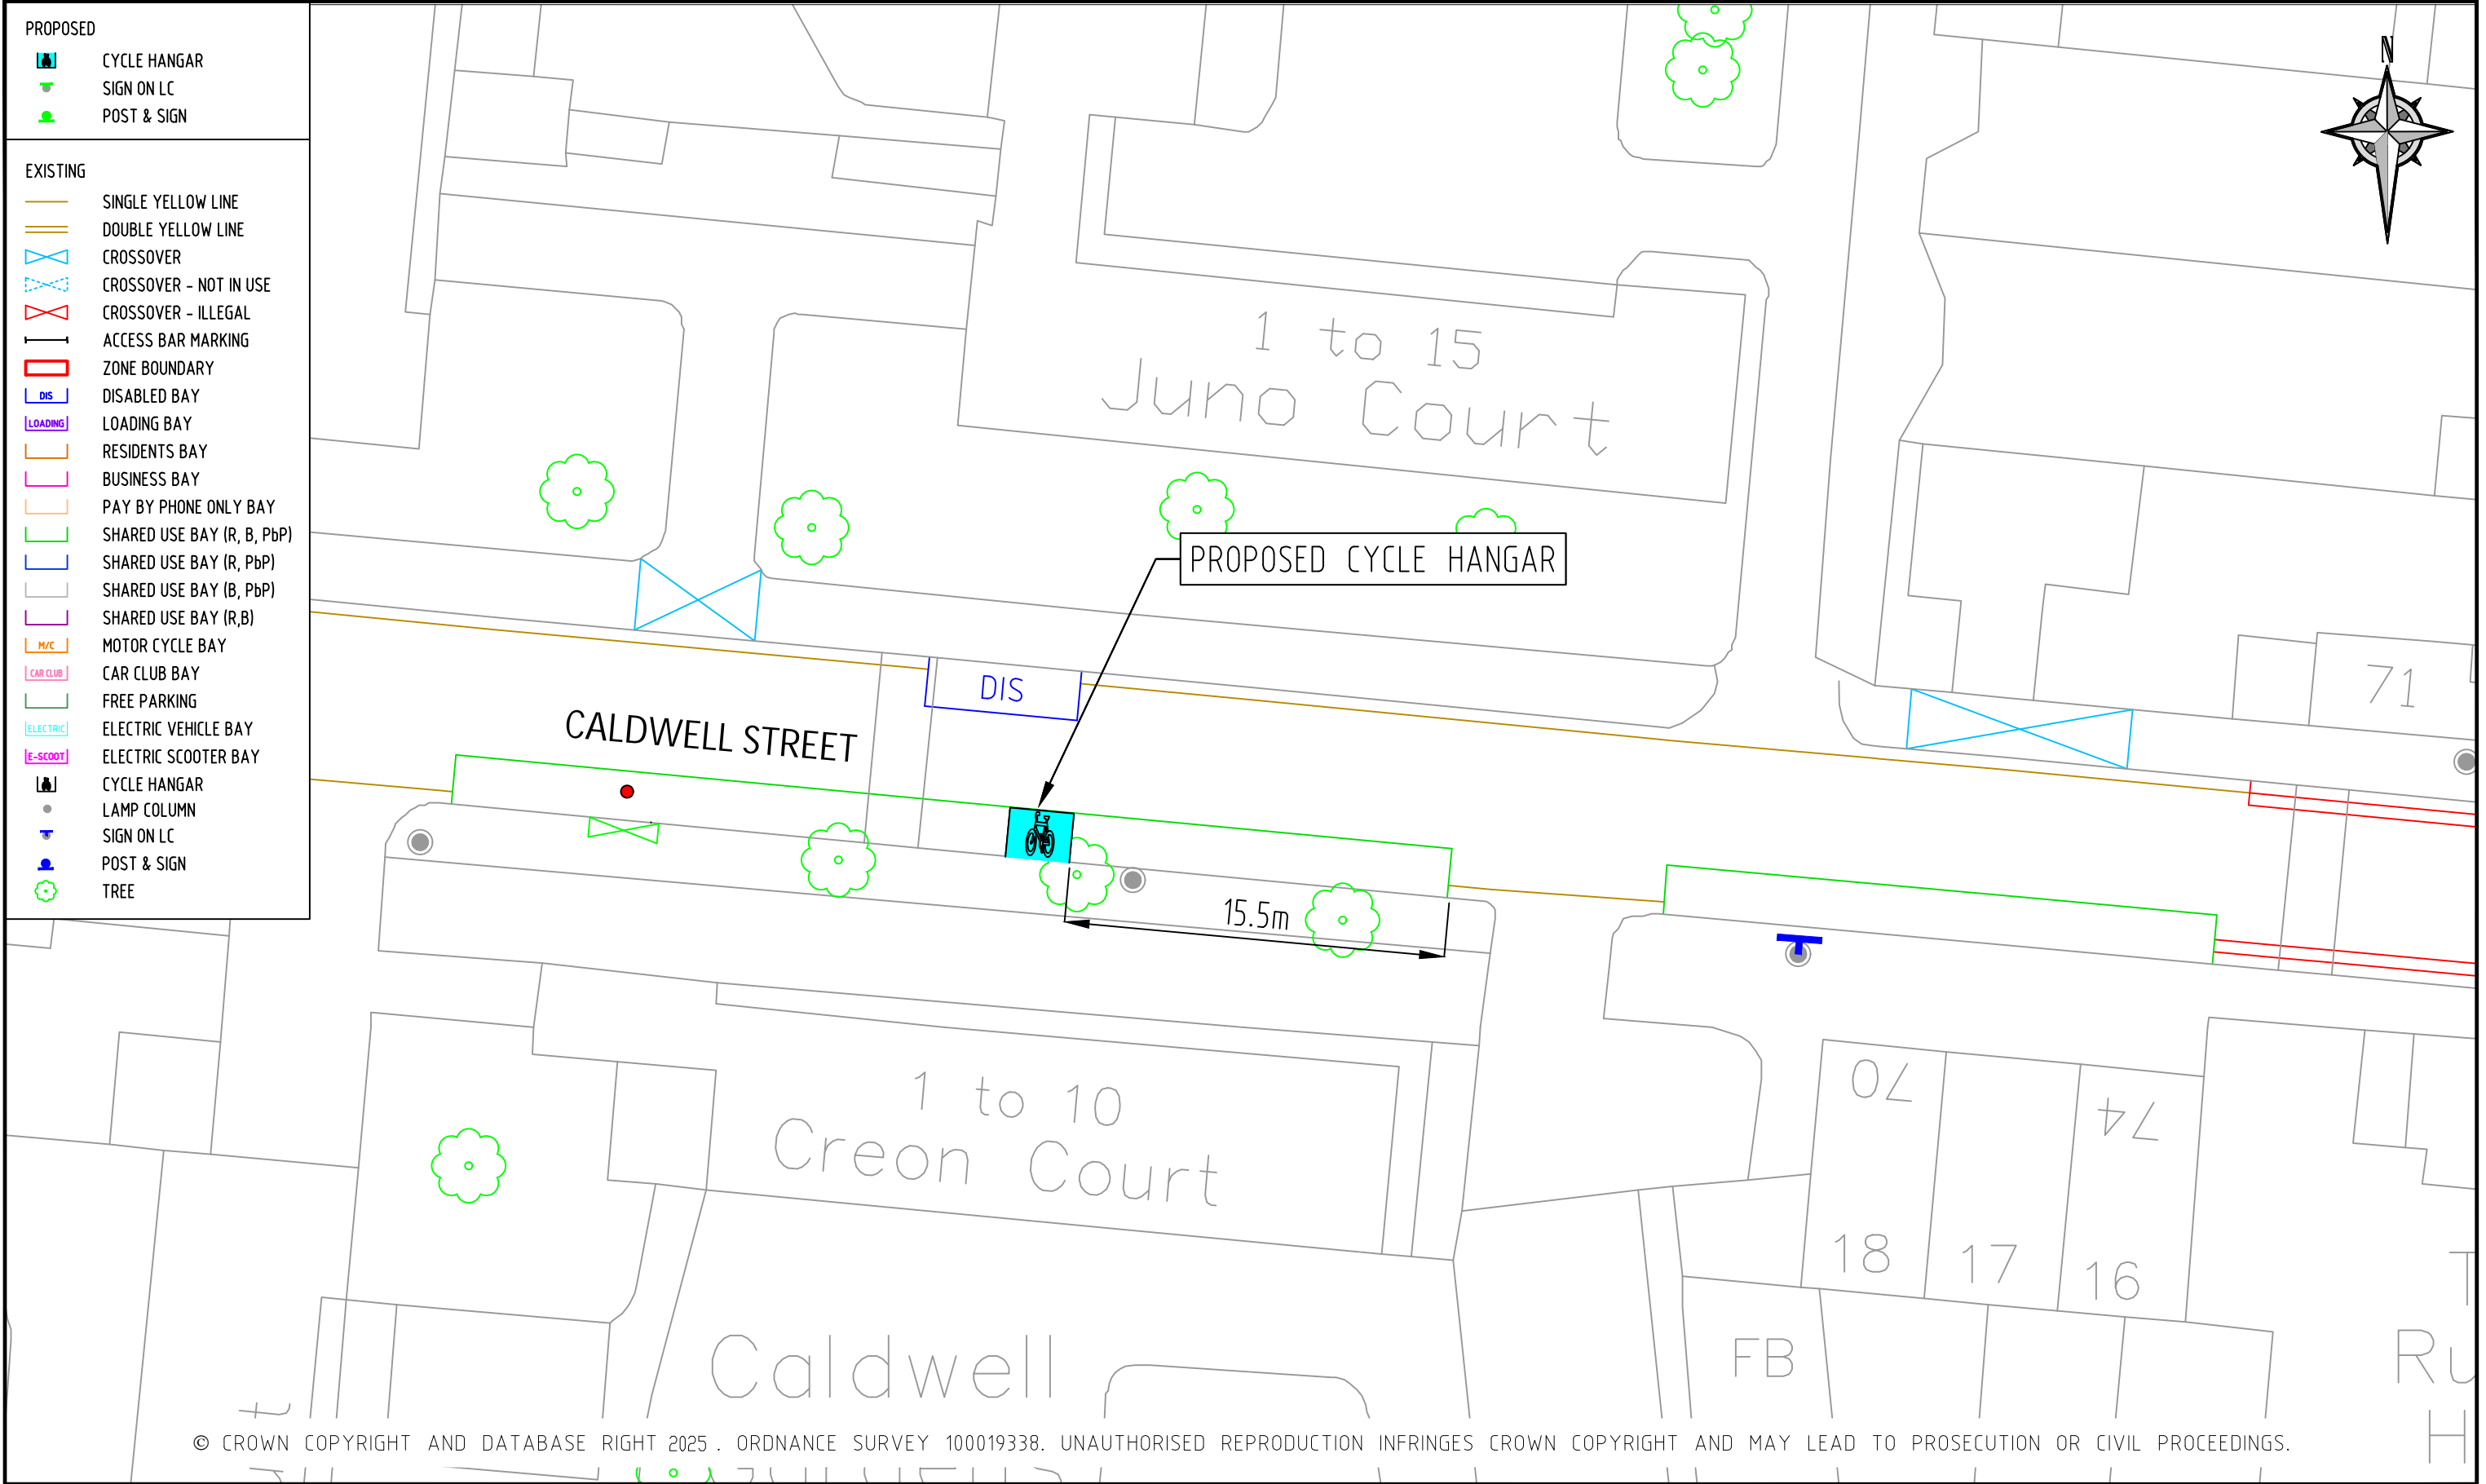 PROPOSED
CYCLE HANGAR
SIGN ON LC
POST & SIGN
EXISTING
SINGLE YELLOW LINE
DOUBLE YELLOW LINE
CROSSOVER
CROSSOVER - NOT IN USE
CROSSOVER - ILLEGAL
ACCESS BAR MARKING
ZONE BOUNDARY
DIS DISABLED BAY
LOADING LOADING BAY
RESIDENTS BAY
BUSINESS BAY
PAY BY PHONE ONLY BAY
SHARED USE BAY (R, B, PbP)
SHARED USE BAY (R, PbP)
SHARED USE BAY (B, PbP)
SHARED USE BAY (R,B)
M/C MOTOR CYCLE BAY
CAR CLUB CAR CLUB BAY
FREE PARKING
ELECTRIC ELECTRIC VEHICLE BAY
E-SCOOT ELECTRIC SCOOTER BAY
CYCLE HANGAR
LAMP COLUMN
SIGN ON LC
POST & SIGN
TREE
N
1 to 15
Juno Court
PROPOSED CYCLE HANGAR
DIS
71
CALDWELL STREET
15.5m
1 to 10
Creon Court
70
74
18
17
16
FB
Caldwell
© CROWN COPYRIGHT AND DATABASE RIGHT 2025 . ORDNANCE SURVEY 100019338. UNAUTHORISED REPRODUCTION INFRINGES CROWN COPYRIGHT AND MAY LEAD TO PROSECUTION OR CIVIL PROCEEDINGS.